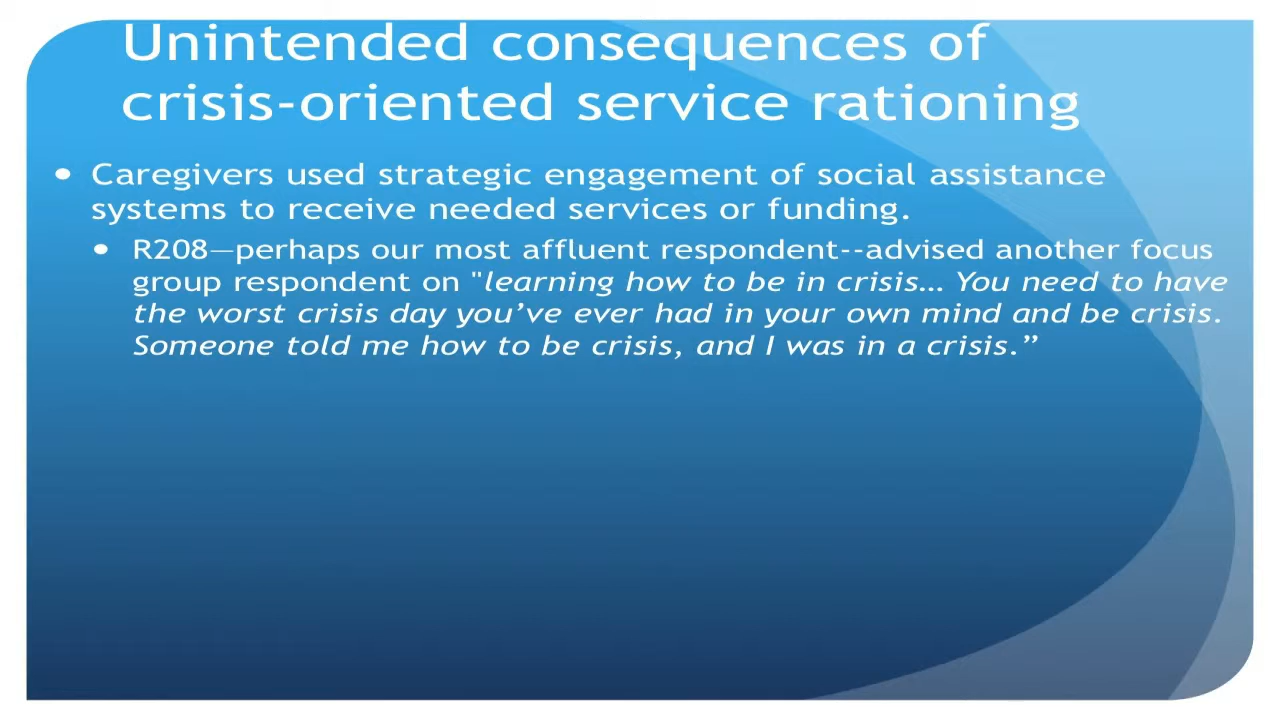 Unintended consequences of
crisis-oriented service rationing
• Caregivers used strategic engagement of social assistance
systems to receive needed services or funding.
• R208—perhaps our most affluent respondent--advised another focus
group respondent on "learning how to be in crisis… You need to have
the worst crisis day you’ve ever had in your own mind and be crisis.
Someone told me how to be crisis, and I was in a crisis.”